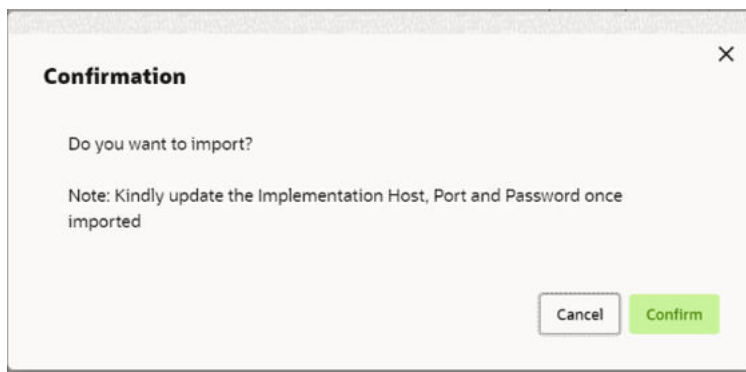 Confirmation
Do you want to import?
Note: Kindly update the Implementation Host, Port and Password once
imported
Cancel
Confirm